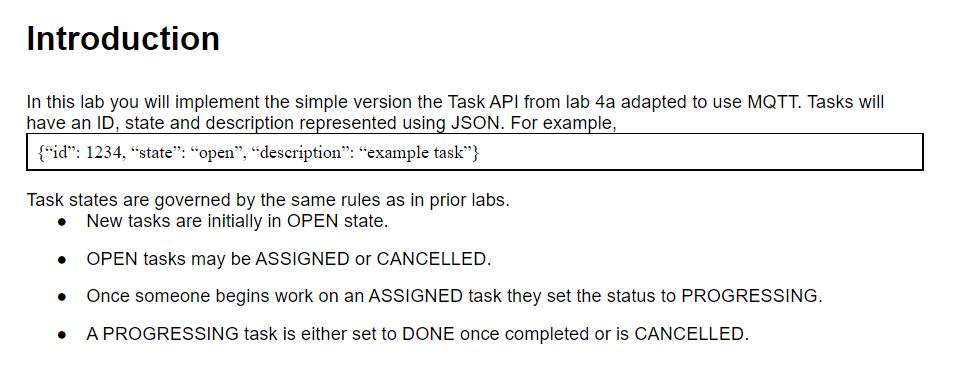 Introduction
In this lab you will implement the simple version the Task API from lab 4a adapted to use MQTT. Tasks will
have an ID, state and description represented using JSON. For example,
{“id”: 1234, “state”: “open”, “description”: “example task”}
Task states are governed by the same rules as in prior labs.
● New tasks are initially in OPEN state.
● OPEN tasks may be ASSIGNED or CANCELLED.
● Once someone begins work on an ASSIGNED task they set the status to PROGRESSING.
● A PROGRESSING task is either set to DONE once completed or is CANCELLED.